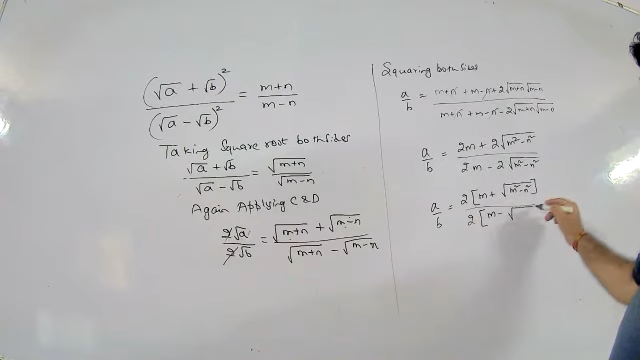 (√a + √b)² / (√a − √b)² = m+n / m−n
Taking Square root both sides
√a + √b / √a − √b = √m+n / √m−n
Again Applying C&D
2√a / 2√b = √m+n + √m−n / √m+n − √m−n
Squaring both sides
a/b = m+n + m−n + 2√m+n √m−n / m+n + m−n − 2√m+n √m−n
a/b = 2m + 2√m²−n² / 2m − 2√m²−n²
a/b = 2[m + √m²−n²] / 2[m − √